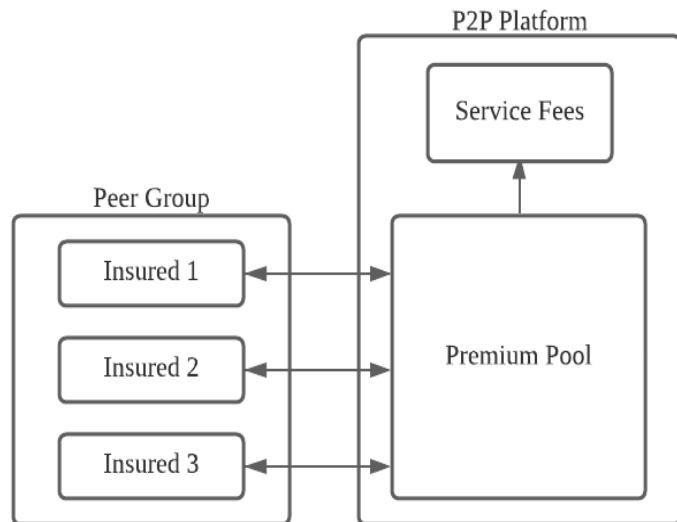 P2P Platform
Service Fees
Peer Group
Insured 1
Insured 2
Premium Pool
Insured 3